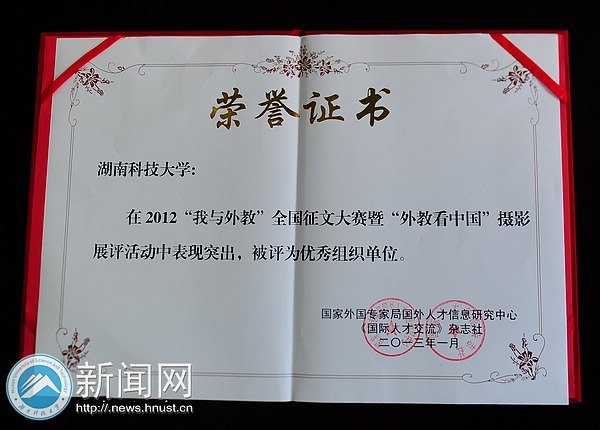 荣誉证书
湖南科技大学：
在2012“我与外教”全国征文大赛暨“外教看中国”摄影
展评活动中表现突出，被评为优秀组织单位。
国家外国专家局国外人才信息研究中心
《国际人才交流》杂志社
二〇一三年一月
新闻网
http://news.hnust.cn